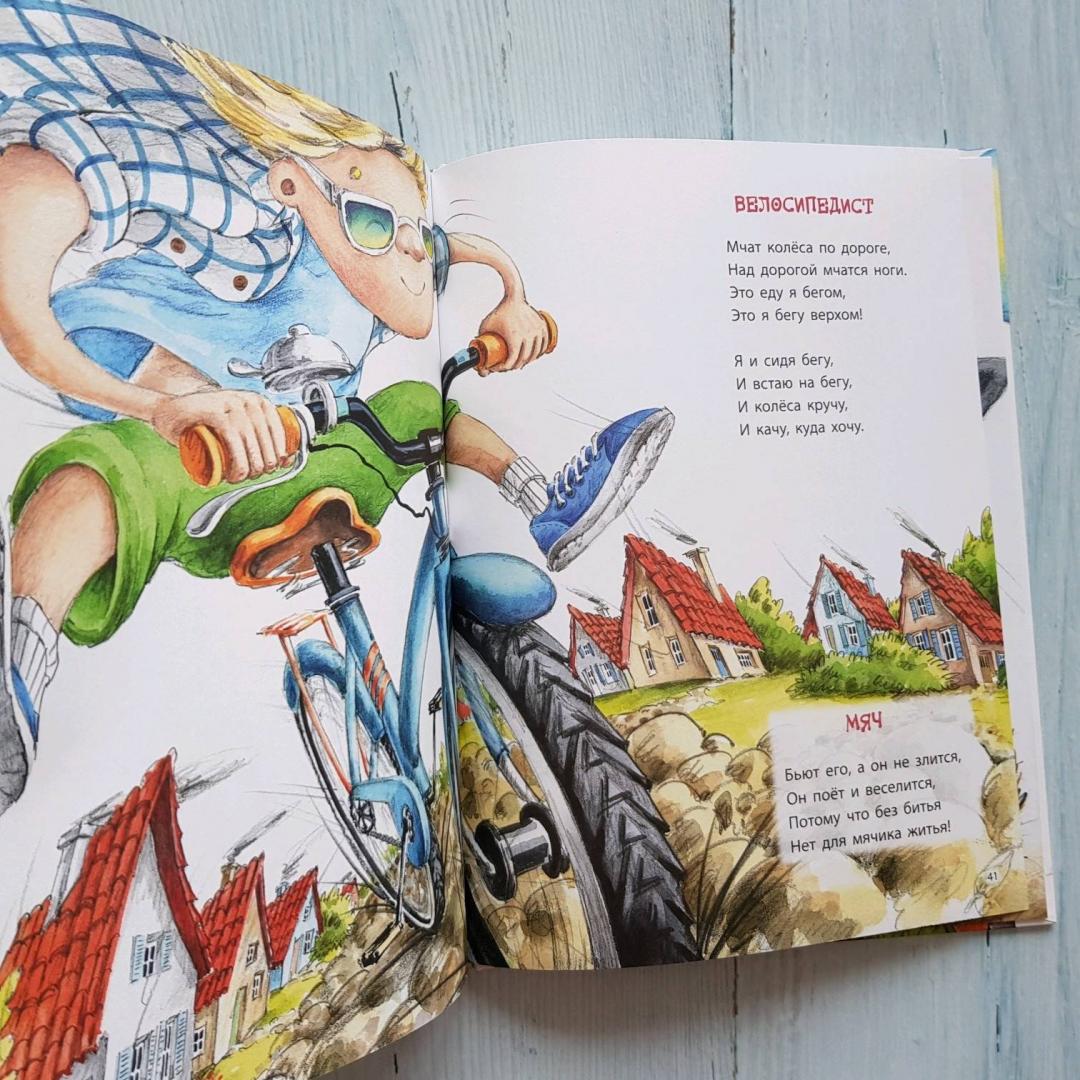 ВЕЛОСИПЕДИСТ
Мчат колёса по дороге,
Над дорогой мчатся ноги.
Это еду я бегом,
Это я бегу верхом!
Я и сидя бегу,
И встаю на бегу,
И колёса кручу,
И качу, куда хочу.
МЯЧ
Бьют его, а он не злится,
Он поёт и веселится,
Потому что без битья
Нет для мячика житья!
41